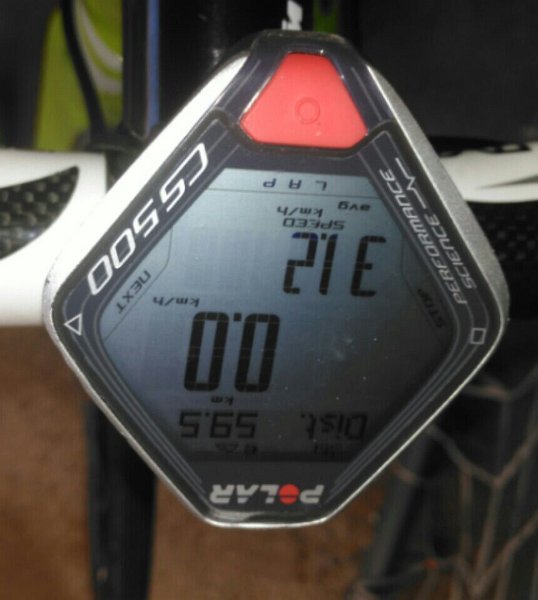 POLAR
Dist. 59.5
km
0.0 km/h
STOP
NEXT
31.2
SPEED
avg km/h
LAP
CS500
PERFORMANCE
SCIENCE